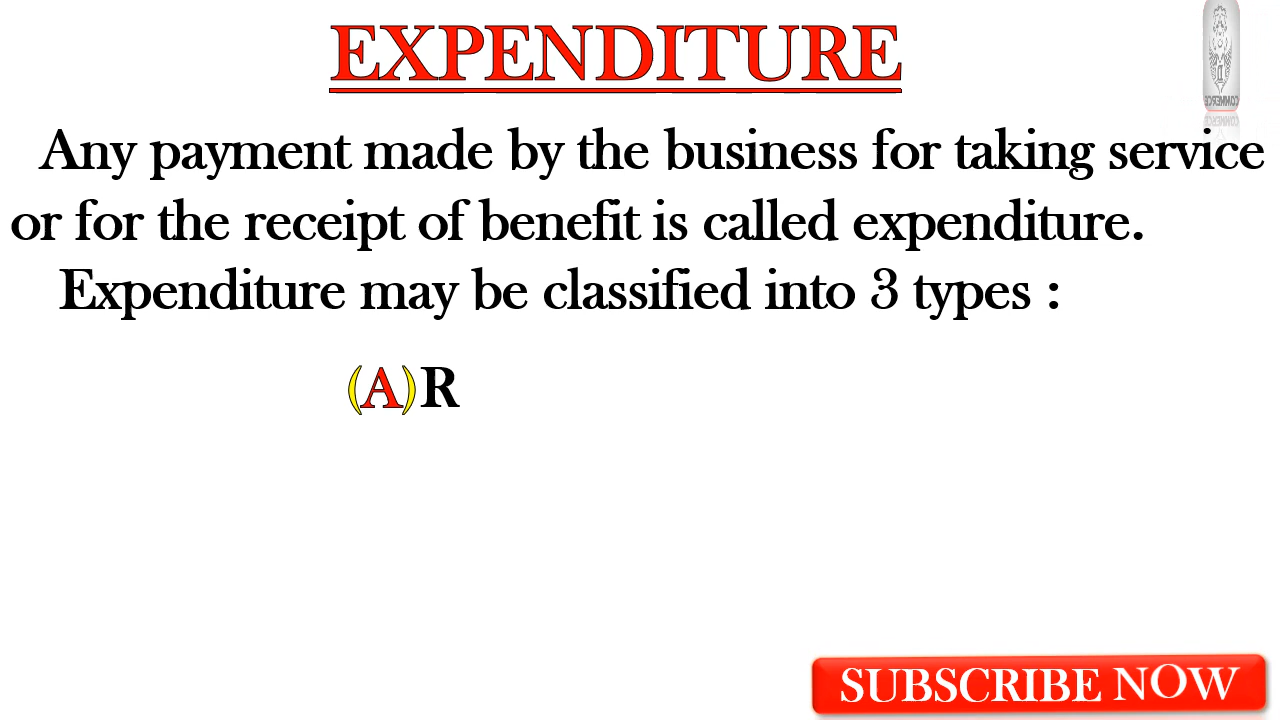 EXPENDITURE
Any payment made by the business for taking service
or for the receipt of benefit is called expenditure.
Expenditure may be classified into 3 types :
(A)R
SUBSCRIBE NOW